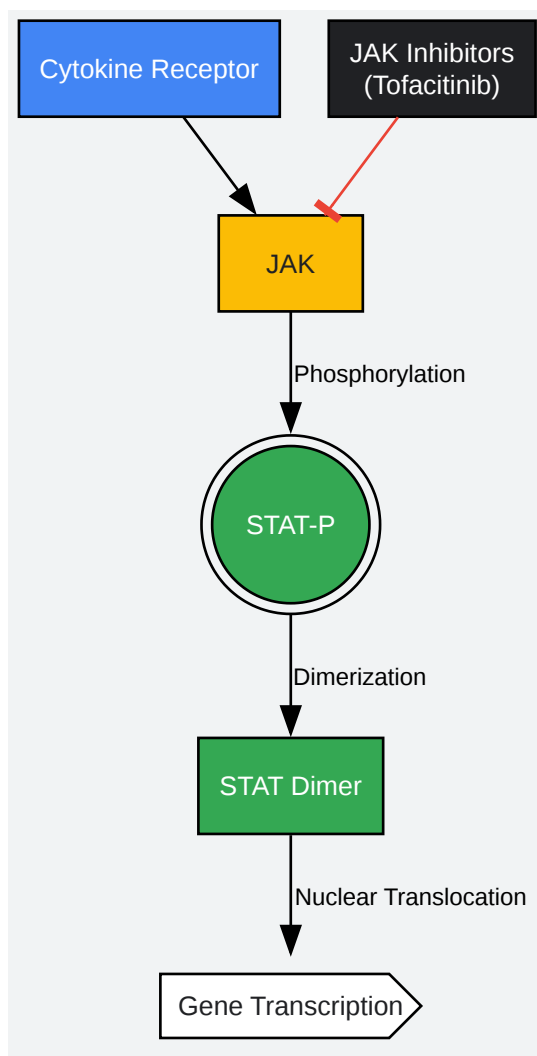 Cytokine Receptor
JAK Inhibitors
(Tofacitinib)
JAK
Phosphorylation
STAT-P
Dimerization
STAT Dimer
Nuclear Translocation
Gene Transcription